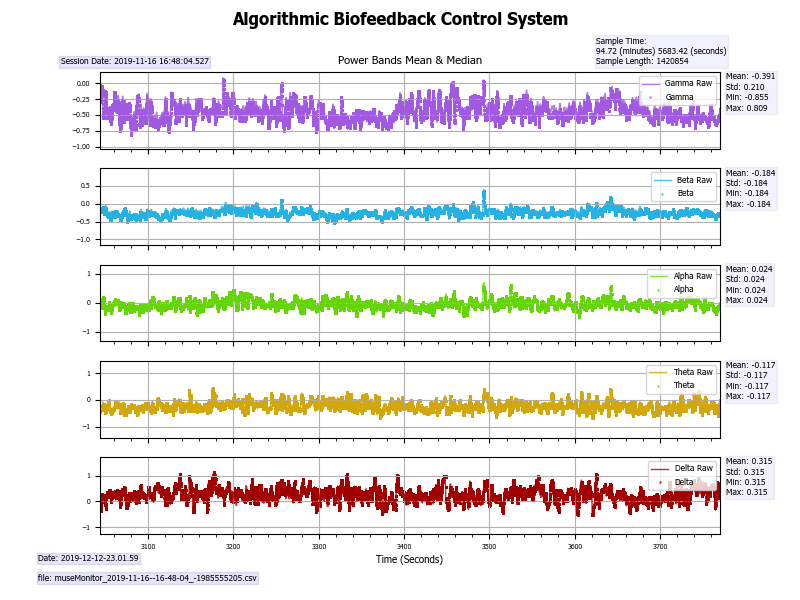 Algorithmic Biofeedback Control System
Sample Time:
94.72 (minutes) 5683.42 (seconds)
Sample Length: 1420854
Session Date: 2019-11-16 16:48:04.527
Power Bands Mean & Median
0.00
−0.25
−0.50
−0.75
−1.00
Gamma Raw
Gamma
Mean: -0.391
Std: 0.210
Min: -0.855
Max: 0.809
0.5
0.0
−0.5
−1.0
Beta Raw
Beta
Mean: -0.184
Std: -0.184
Min: -0.184
Max: -0.184
1
0
−1
Alpha Raw
Alpha
Mean: 0.024
Std: 0.024
Min: 0.024
Max: 0.024
1
0
−1
Theta Raw
Theta
Mean: -0.117
Std: -0.117
Min: -0.117
Max: -0.117
1
0
−1
Delta Raw
Delta
Mean: 0.315
Std: 0.315
Min: 0.315
Max: 0.315
3100 3200 3300 3400 3500 3600 3700
Time (Seconds)
Date: 2019-12-12-23.01.59
file: museMonitor_2019-11-16--16-48-04_-1985555205.csv